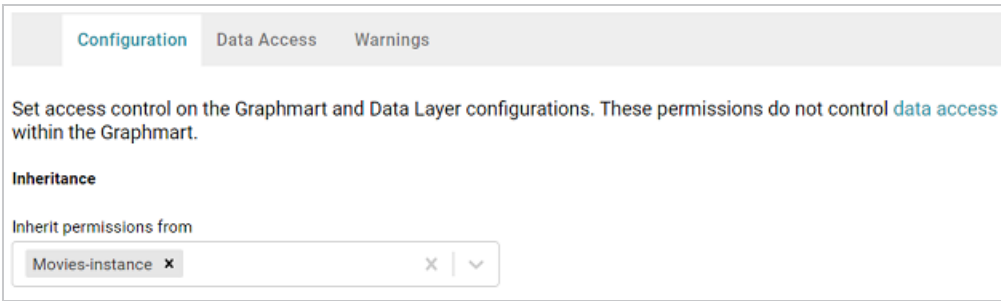 Configuration Data Access Warnings
Set access control on the Graphmart and Data Layer configurations. These permissions do not control data access
within the Graphmart.
Inheritance
Inherit permissions from
Movies-instance